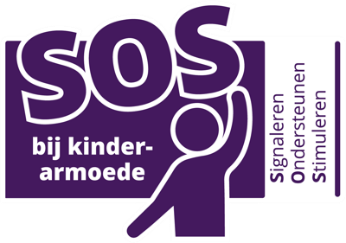 SOS
bij kinder-
armoede
Signaleren
Ondersteunen
Stimuleren